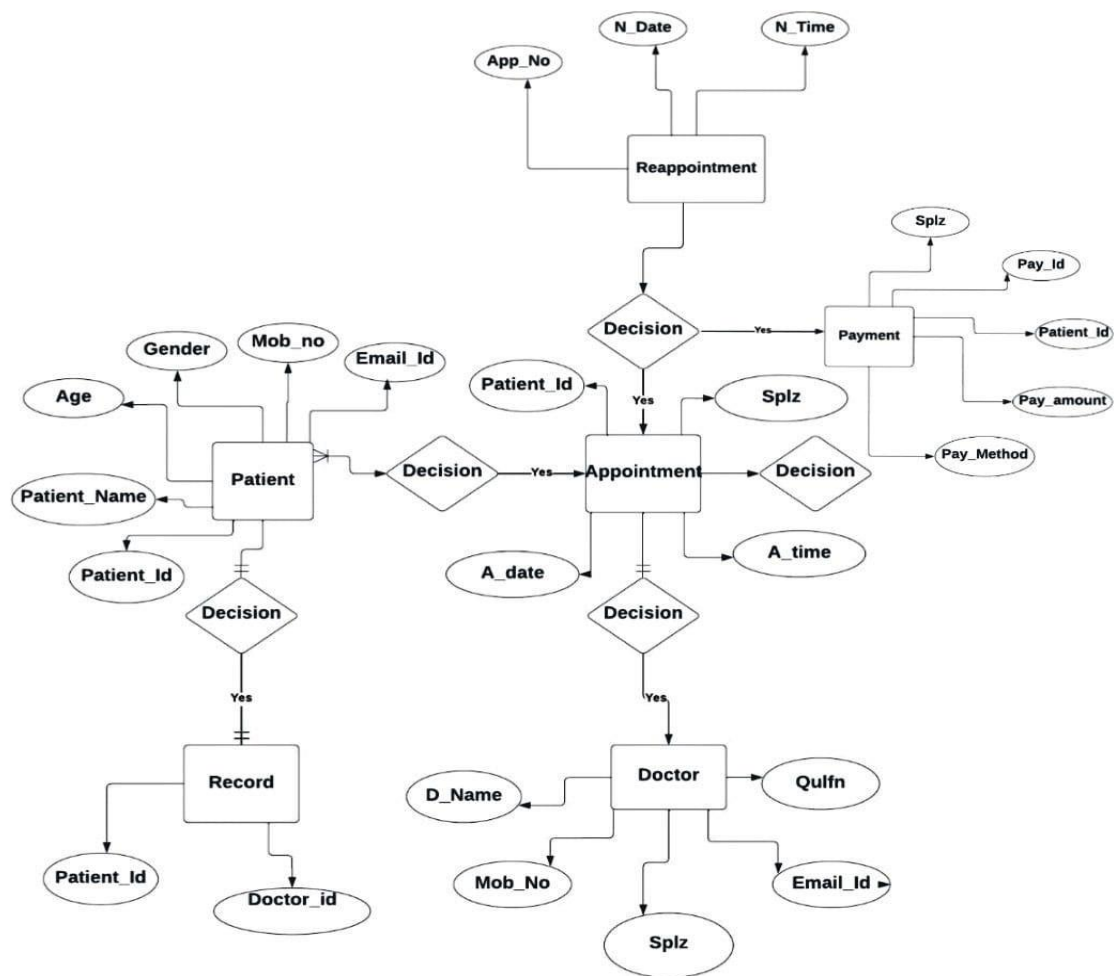 N_Date
N_Time
App_No
Reappointment
Splz
Pay_Id
Decision
Yes
Payment
Patient_Id
Gender
Mob_no
Email_Id
Age
Patient_Id
Yes
Splz
Pay_amount
Pay_Method
Patient
Decision
Yes
Appointment
Decision
Patient_Name
Patient_Id
A_date
A_time
Decision
Decision
Yes
Yes
Record
Doctor
D_Name
Qulfn
Patient_Id
Doctor_id
Mob_No
Email_Id
Splz